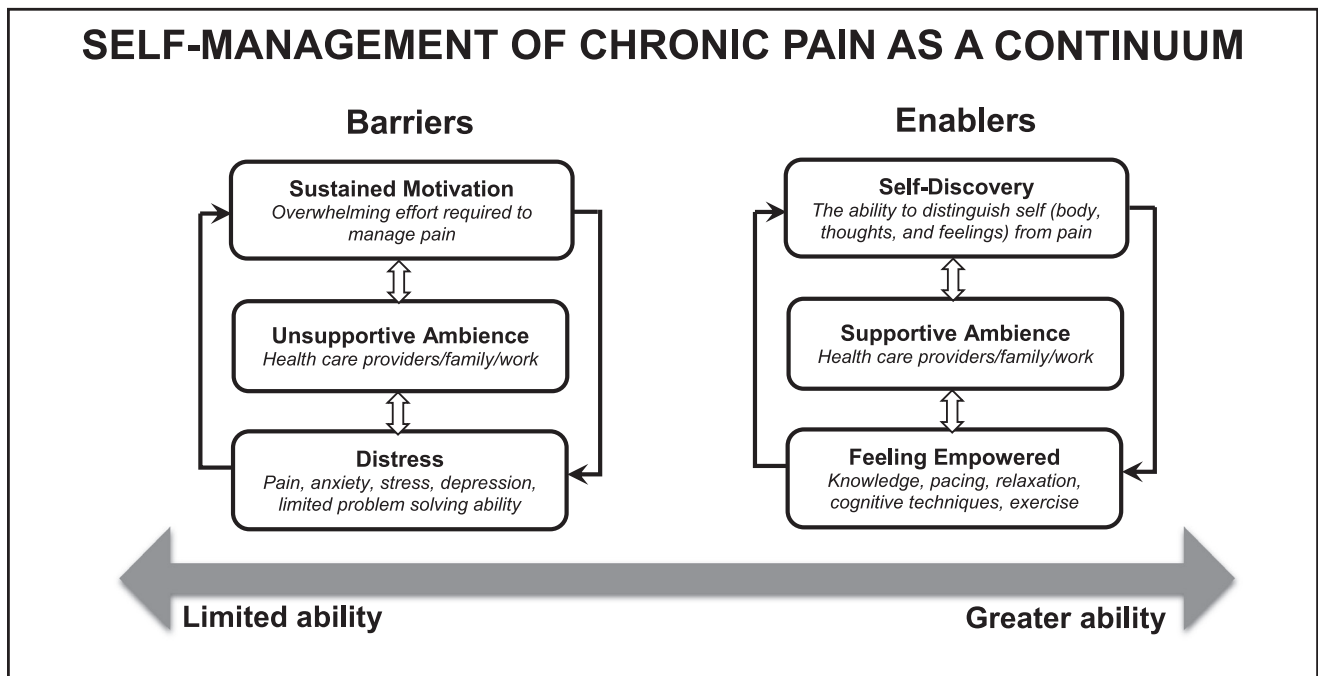 SELF-MANAGEMENT OF CHRONIC PAIN AS A CONTINUUM
Barriers
Sustained Motivation
Overwhelming effort required to
manage pain
Unsupportive Ambience
Health care providers/family/work
Distress
Pain, anxiety, stress, depression,
limited problem solving ability
Enablers
Self-Discovery
The ability to distinguish self (body,
thoughts, and feelings) from pain
Supportive Ambience
Health care providers/family/work
Feeling Empowered
Knowledge, pacing, relaxation,
cognitive techniques, exercise
Limited ability
Greater ability